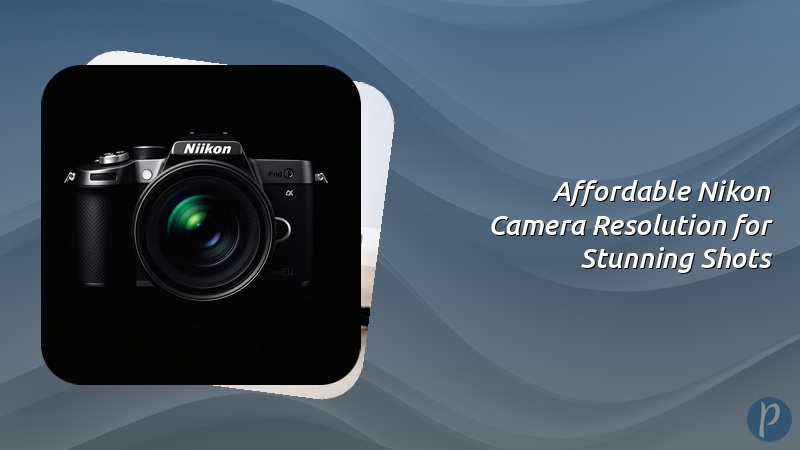 Niikon
Affordable Nikon
Camera Resolution for
Stunning Shots
α
P